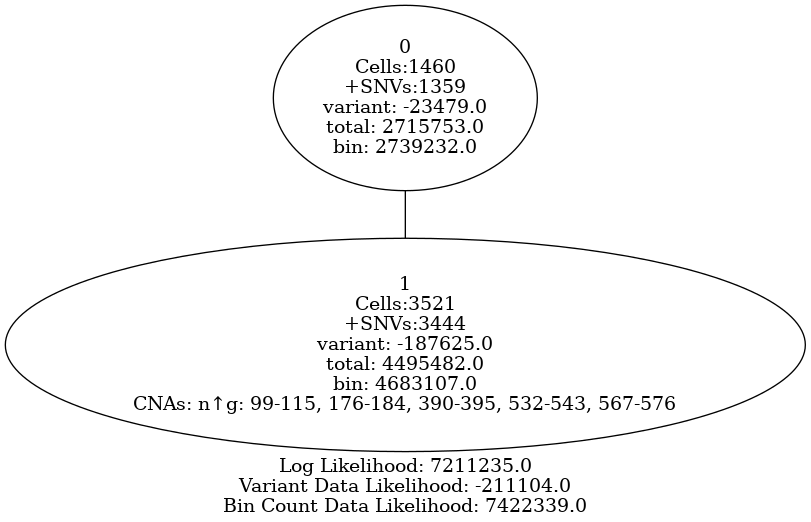 0
Cells:1460
+SNVs:1359
variant: -23479.0
total: 2715753.0
bin: 2739232.0
1
Cells:3521
+SNVs:3444
variant: -187625.0
total: 4495482.0
bin: 4683107.0
CNAs: n↑g: 99-115, 176-184, 390-395, 532-543, 567-576
Log Likelihood: 7211235.0
Variant Data Likelihood: -211104.0
Bin Count Data Likelihood: 7422339.0